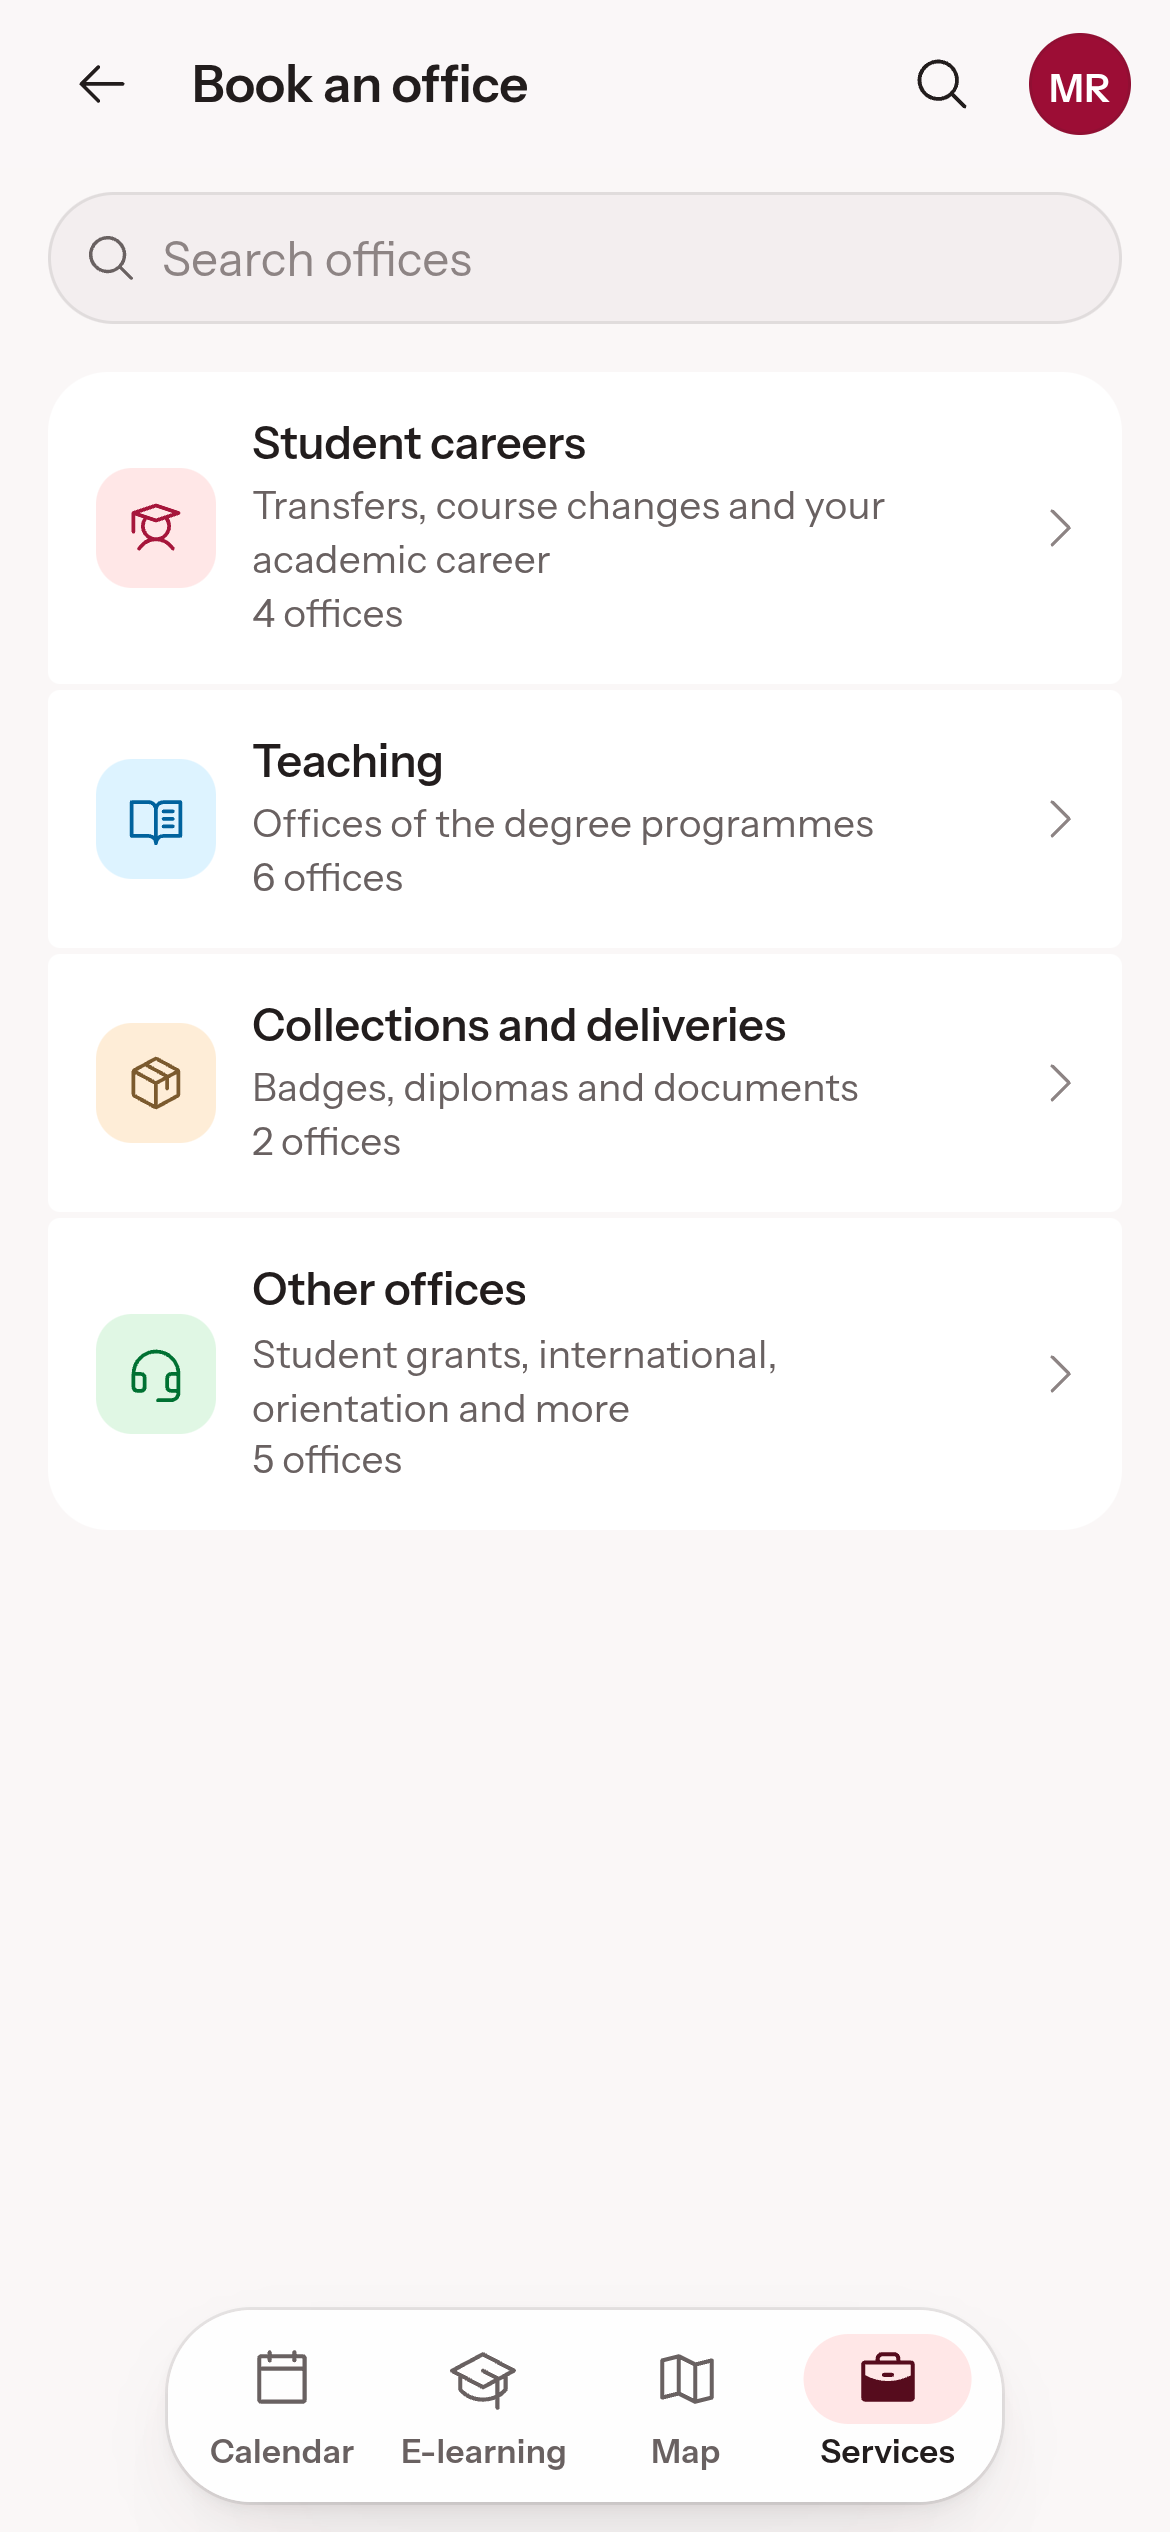 Book an office
MR
Search offices
Student careers
Transfers, course changes and your
academic career
4 offices
Teaching
Offices of the degree programmes
6 offices
Collections and deliveries
Badges, diplomas and documents
2 offices
Other offices
Student grants, international,
orientation and more
5 offices
Calendar
E-learning
Map
Services